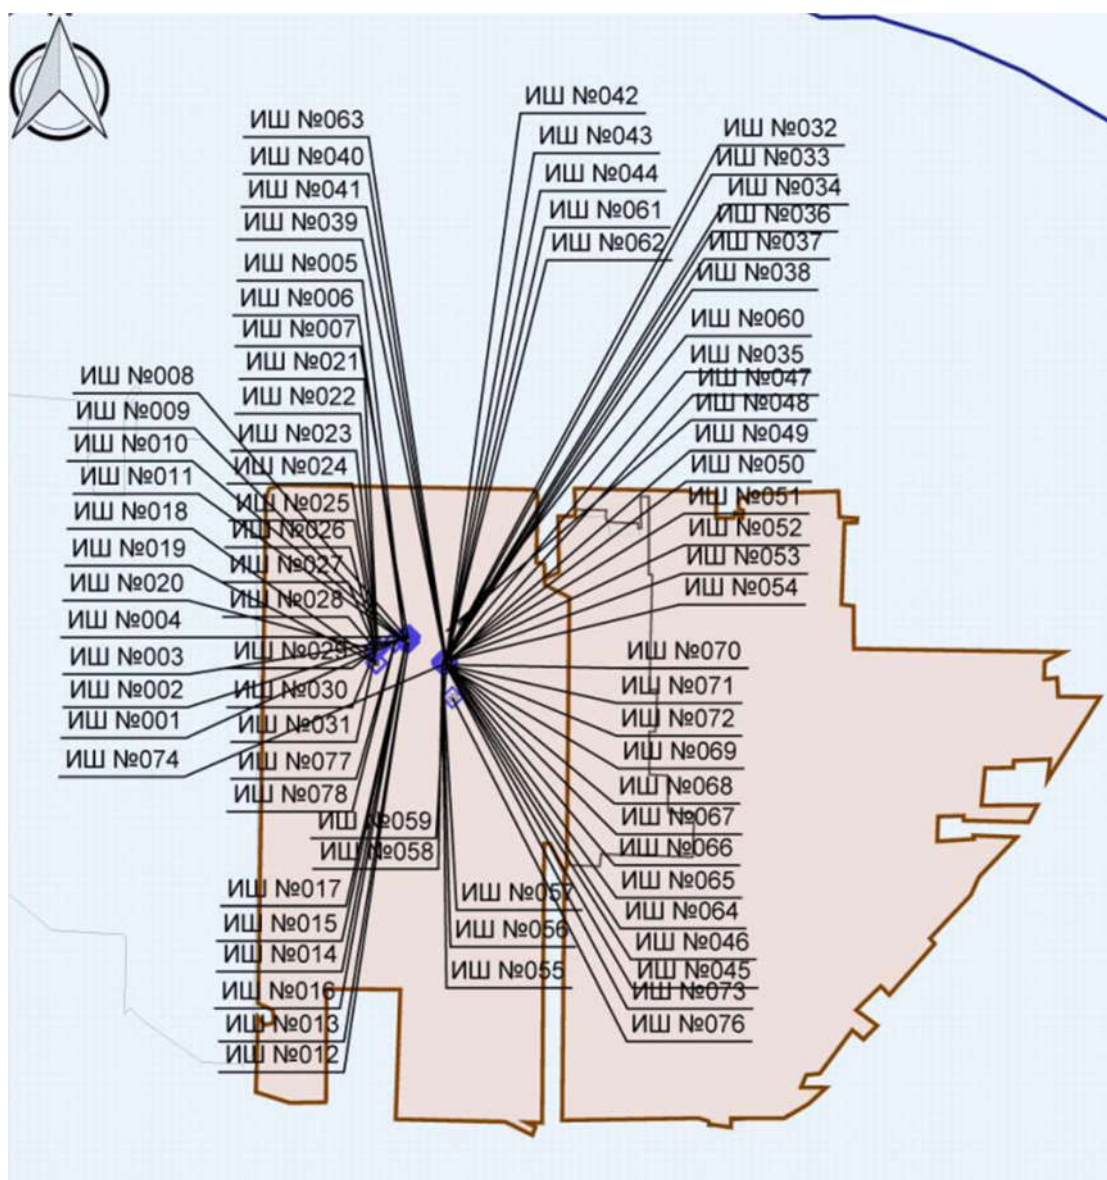 ИШ №042
ИШ №063
ИШ №032
ИШ №043
ИШ №040
ИШ №033
ИШ №044
ИШ №034
ИШ №041
ИШ №061
ИШ №036
ИШ №039
ИШ №062
ИШ №037
ИШ №005
ИШ №038
ИШ №006
ИШ №060
ИШ №007
ИШ №035
ИШ №021
ИШ №008
ИШ №047
ИШ №022
ИШ №048
ИШ №009
ИШ №023
ИШ №049
ИШ №010
ИШ №024
ИШ №050
ИШ №011
ИШ №025
ИШ №051
ИШ №018
ИШ №026
ИШ №052
ИШ №019
ИШ №027
ИШ №053
ИШ №020
ИШ №028
ИШ №054
ИШ №004
ИШ №029
ИШ №070
ИШ №003
ИШ №002
ИШ №030
ИШ №071
ИШ №001
ИШ №031
ИШ №072
ИШ №074
ИШ №077
ИШ №069
ИШ №078
ИШ №068
ИШ №059
ИШ №067
ИШ №058
ИШ №066
ИШ №017
ИШ №057
ИШ №065
ИШ №015
ИШ №056
ИШ №064
ИШ №014
ИШ №046
ИШ №055
ИШ №045
ИШ №016
ИШ №073
ИШ №013
ИШ №076
ИШ №012